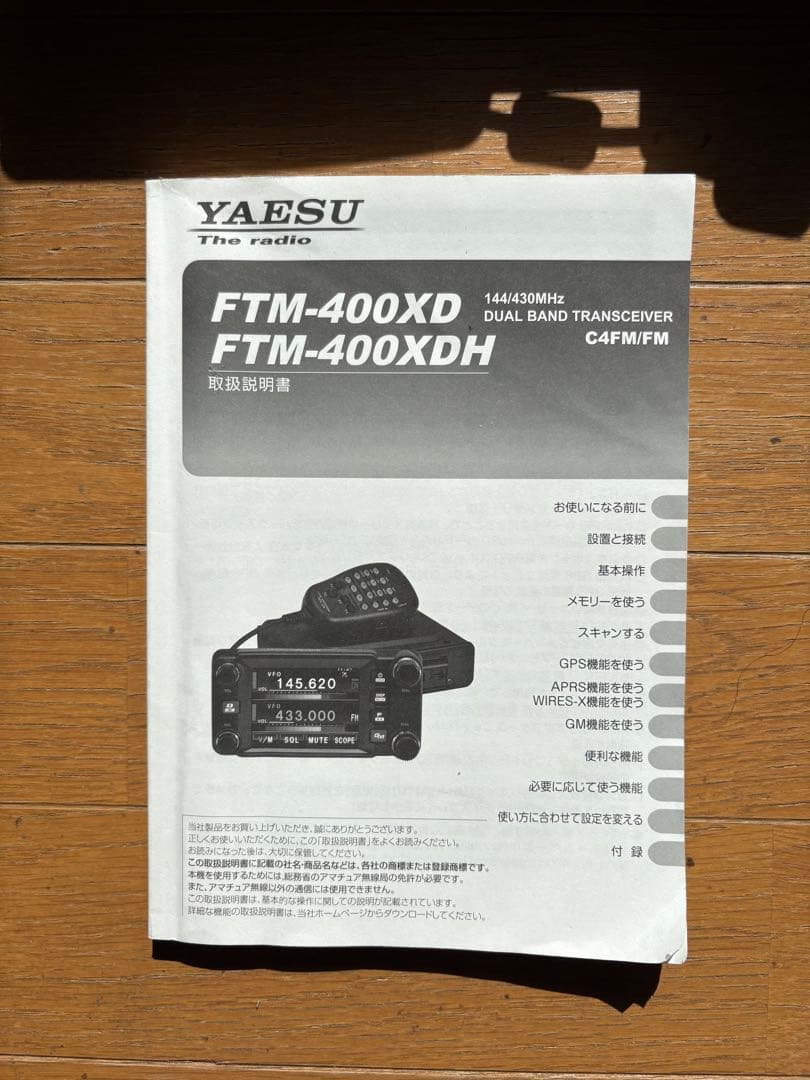 YAESU
The radio
FTM-400XD
FTM-400XDH
144/430MHz
DUAL BAND TRANSCEIVER
C4FM/FM
取扱説明書
お使いになる前に
設置と接続
基本操作
メモリーを使う
スキャンする
GPS機能を使う
APRS機能を使う
WIRES-X機能を使う
GM機能を使う
便利な機能
必要に応じて使う機能
使い方に合わせて設定を変える
付 録
VFO
145.620
VOL
VFO
433.000
FM
VOL
V/M SQL MUTE SCOPE
当社製品をお買い上げいただき、誠にありがとうございます。
正しくお使いいただくために、この「取扱説明書」をよくお読みください。
お読みになった後は、大切に保管してください。
この取扱説明書に記載の社名・商品名などは、各社の商標または登録商標です。
本機を使用するためには、総務省のアマチュア無線局の免許が必要です。
また、アマチュア無線以外の通信には使用できません。
この取扱説明書は、基本的な操作に関しての説明が記載されています。
詳細な機能の取扱説明書は、当社ホームページからダウンロードしてください。